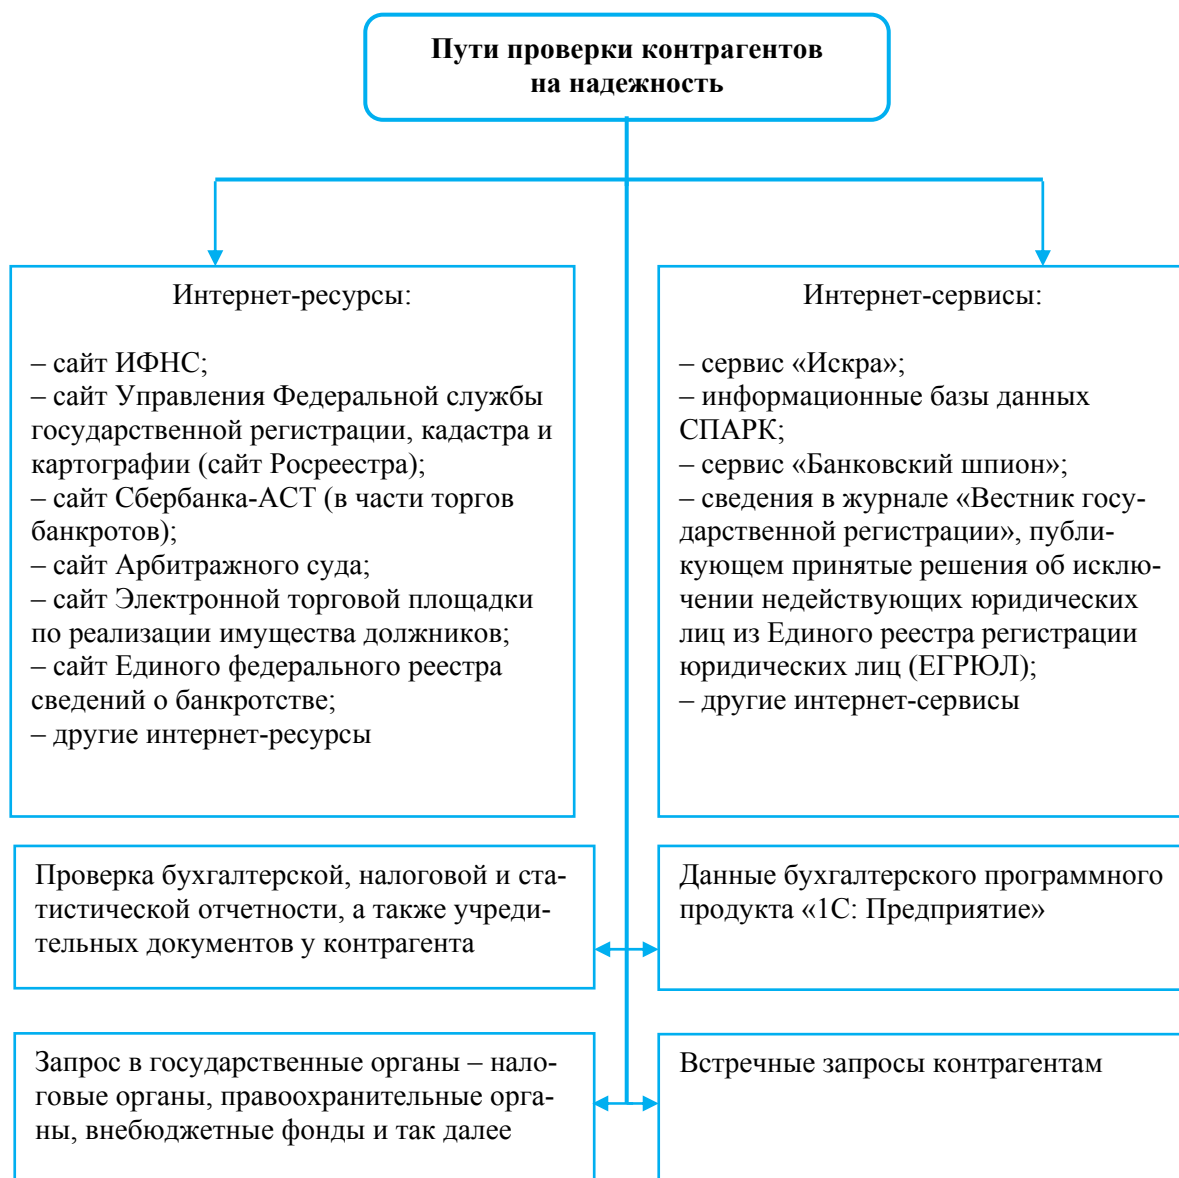 Пути проверки контрагентов
на надежность
Интернет-ресурсы:
– сайт ИФНС;
– сайт Управления Федеральной службы
государственной регистрации, кадастра и
картографии (сайт Росреестра);
– сайт Сбербанка-АСТ (в части торгов
банкротов);
– сайт Арбитражного суда;
– сайт Электронной торговой площадки
по реализации имущества должников;
– сайт Единого федерального реестра
сведений о банкротстве;
– другие интернет-ресурсы
Интернет-сервисы:
– сервис «Искра»;
– информационные базы данных
СПАРК;
– сервис «Банковский шпион»;
– сведения в журнале «Вестник госу-
дарственной регистрации», публи-
кующем принятые решения об исклю-
чении недействующих юридических
лиц из Единого реестра регистрации
юридических лиц (ЕГРЮЛ);
– другие интернет-сервисы
Проверка бухгалтерской, налоговой и ста-
тистической отчетности, а также учреди-
тельных документов у контрагента
Данные бухгалтерского программного
продукта «1С: Предприятие»
Запрос в государственные органы – нало-
говые органы, правоохранительные орга-
ны, внебюджетные фонды и так далее
Встречные запросы контрагентам